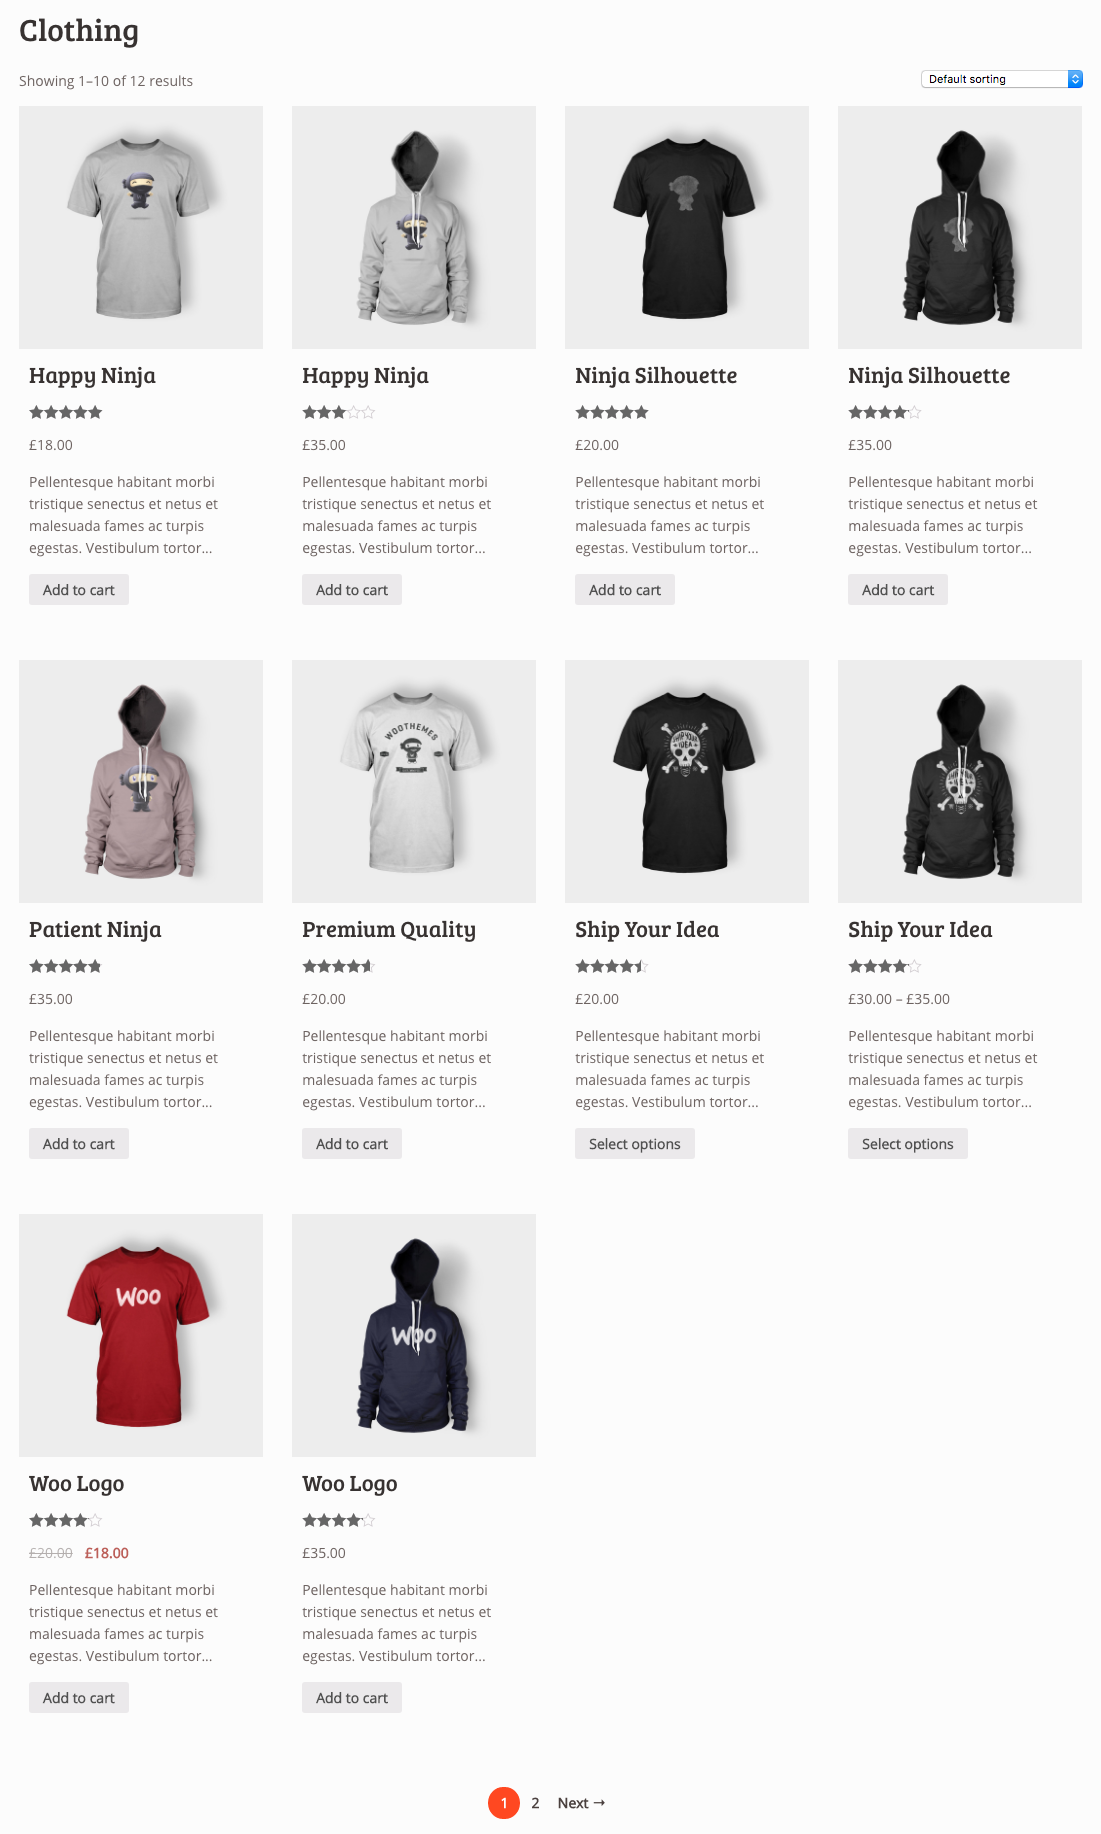 Clothing
Showing 1–10 of 12 results
Default sorting
Happy Ninja
£18.00
Pellentesque habitant morbi
tristique senectus et netus et
malesuada fames ac turpis
egestas. Vestibulum tortor...
Add to cart
Happy Ninja
£35.00
Pellentesque habitant morbi
tristique senectus et netus et
malesuada fames ac turpis
egestas. Vestibulum tortor...
Add to cart
Ninja Silhouette
£20.00
Pellentesque habitant morbi
tristique senectus et netus et
malesuada fames ac turpis
egestas. Vestibulum tortor...
Add to cart
Ninja Silhouette
£35.00
Pellentesque habitant morbi
tristique senectus et netus et
malesuada fames ac turpis
egestas. Vestibulum tortor...
Add to cart
Patient Ninja
£35.00
Pellentesque habitant morbi
tristique senectus et netus et
malesuada fames ac turpis
egestas. Vestibulum tortor...
Add to cart
WOOTHEMES
Premium Quality
£20.00
Pellentesque habitant morbi
tristique senectus et netus et
malesuada fames ac turpis
egestas. Vestibulum tortor...
Add to cart
SHIP YOUR
IDEA
Ship Your Idea
£20.00
Pellentesque habitant morbi
tristique senectus et netus et
malesuada fames ac turpis
egestas. Vestibulum tortor...
Select options
Ship Your Idea
£30.00 – £35.00
Pellentesque habitant morbi
tristique senectus et netus et
malesuada fames ac turpis
egestas. Vestibulum tortor...
Select options
Woo
Woo Logo
£20.00 £18.00
Pellentesque habitant morbi
tristique senectus et netus et
malesuada fames ac turpis
egestas. Vestibulum tortor...
Add to cart
Woo
Woo Logo
£35.00
Pellentesque habitant morbi
tristique senectus et netus et
malesuada fames ac turpis
egestas. Vestibulum tortor...
Add to cart
1 2 Next →